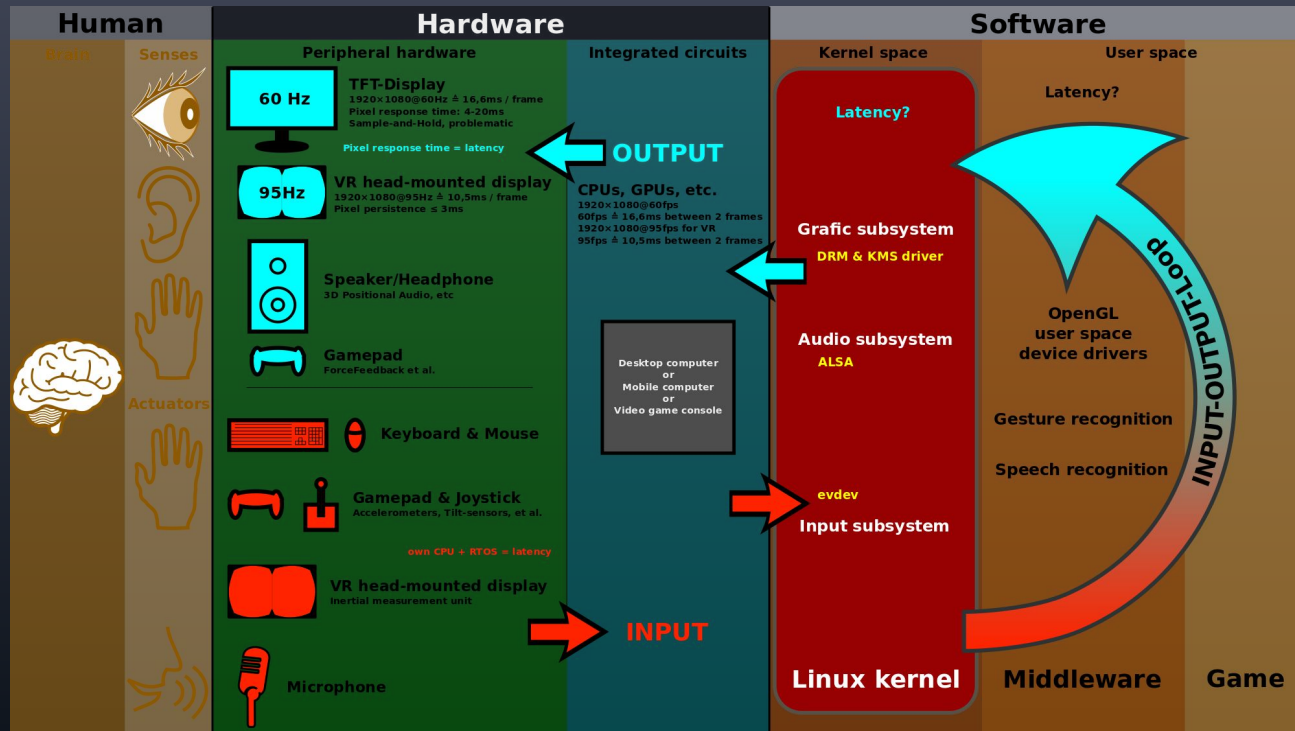 Human
Hardware
Software
Brain
Senses
Peripheral hardware
Integrated circuits
Kernel space
User space
60 Hz
TFT-Display
1920×1080@60Hz ≙ 16,6ms / frame
Pixel response time: 4-20ms
Sample-and-Hold, problematic
Pixel response time = latency
95Hz
VR head-mounted display
1920×1080@95Hz ≙ 10,5ms / frame
Pixel persistence ≤ 3ms
Speaker/Headphone
3D Positional Audio, etc
Gamepad
ForceFeedback et al.
Actuators
Keyboard & Mouse
Gamepad & Joystick
Accelerometers, Tilt-sensors, et al.
own CPU + RTOS = latency
VR head-mounted display
Inertial measurement unit
Microphone
OUTPUT
CPUs, GPUs, etc.
1920×1080@60fps
60fps ≙ 16,6ms between 2 frames
1920×1080@95fps for VR
95fps ≙ 10,5ms between 2 frames
Desktop computer
or
Mobile computer
or
Video game console
INPUT
Latency?
Grafic subsystem
DRM & KMS driver
Audio subsystem
ALSA
evdev
Input subsystem
Linux kernel
Latency?
OpenGL
user space
device drivers
Gesture recognition
Speech recognition
Middleware
INPUT-OUTPUT-Loop
Game